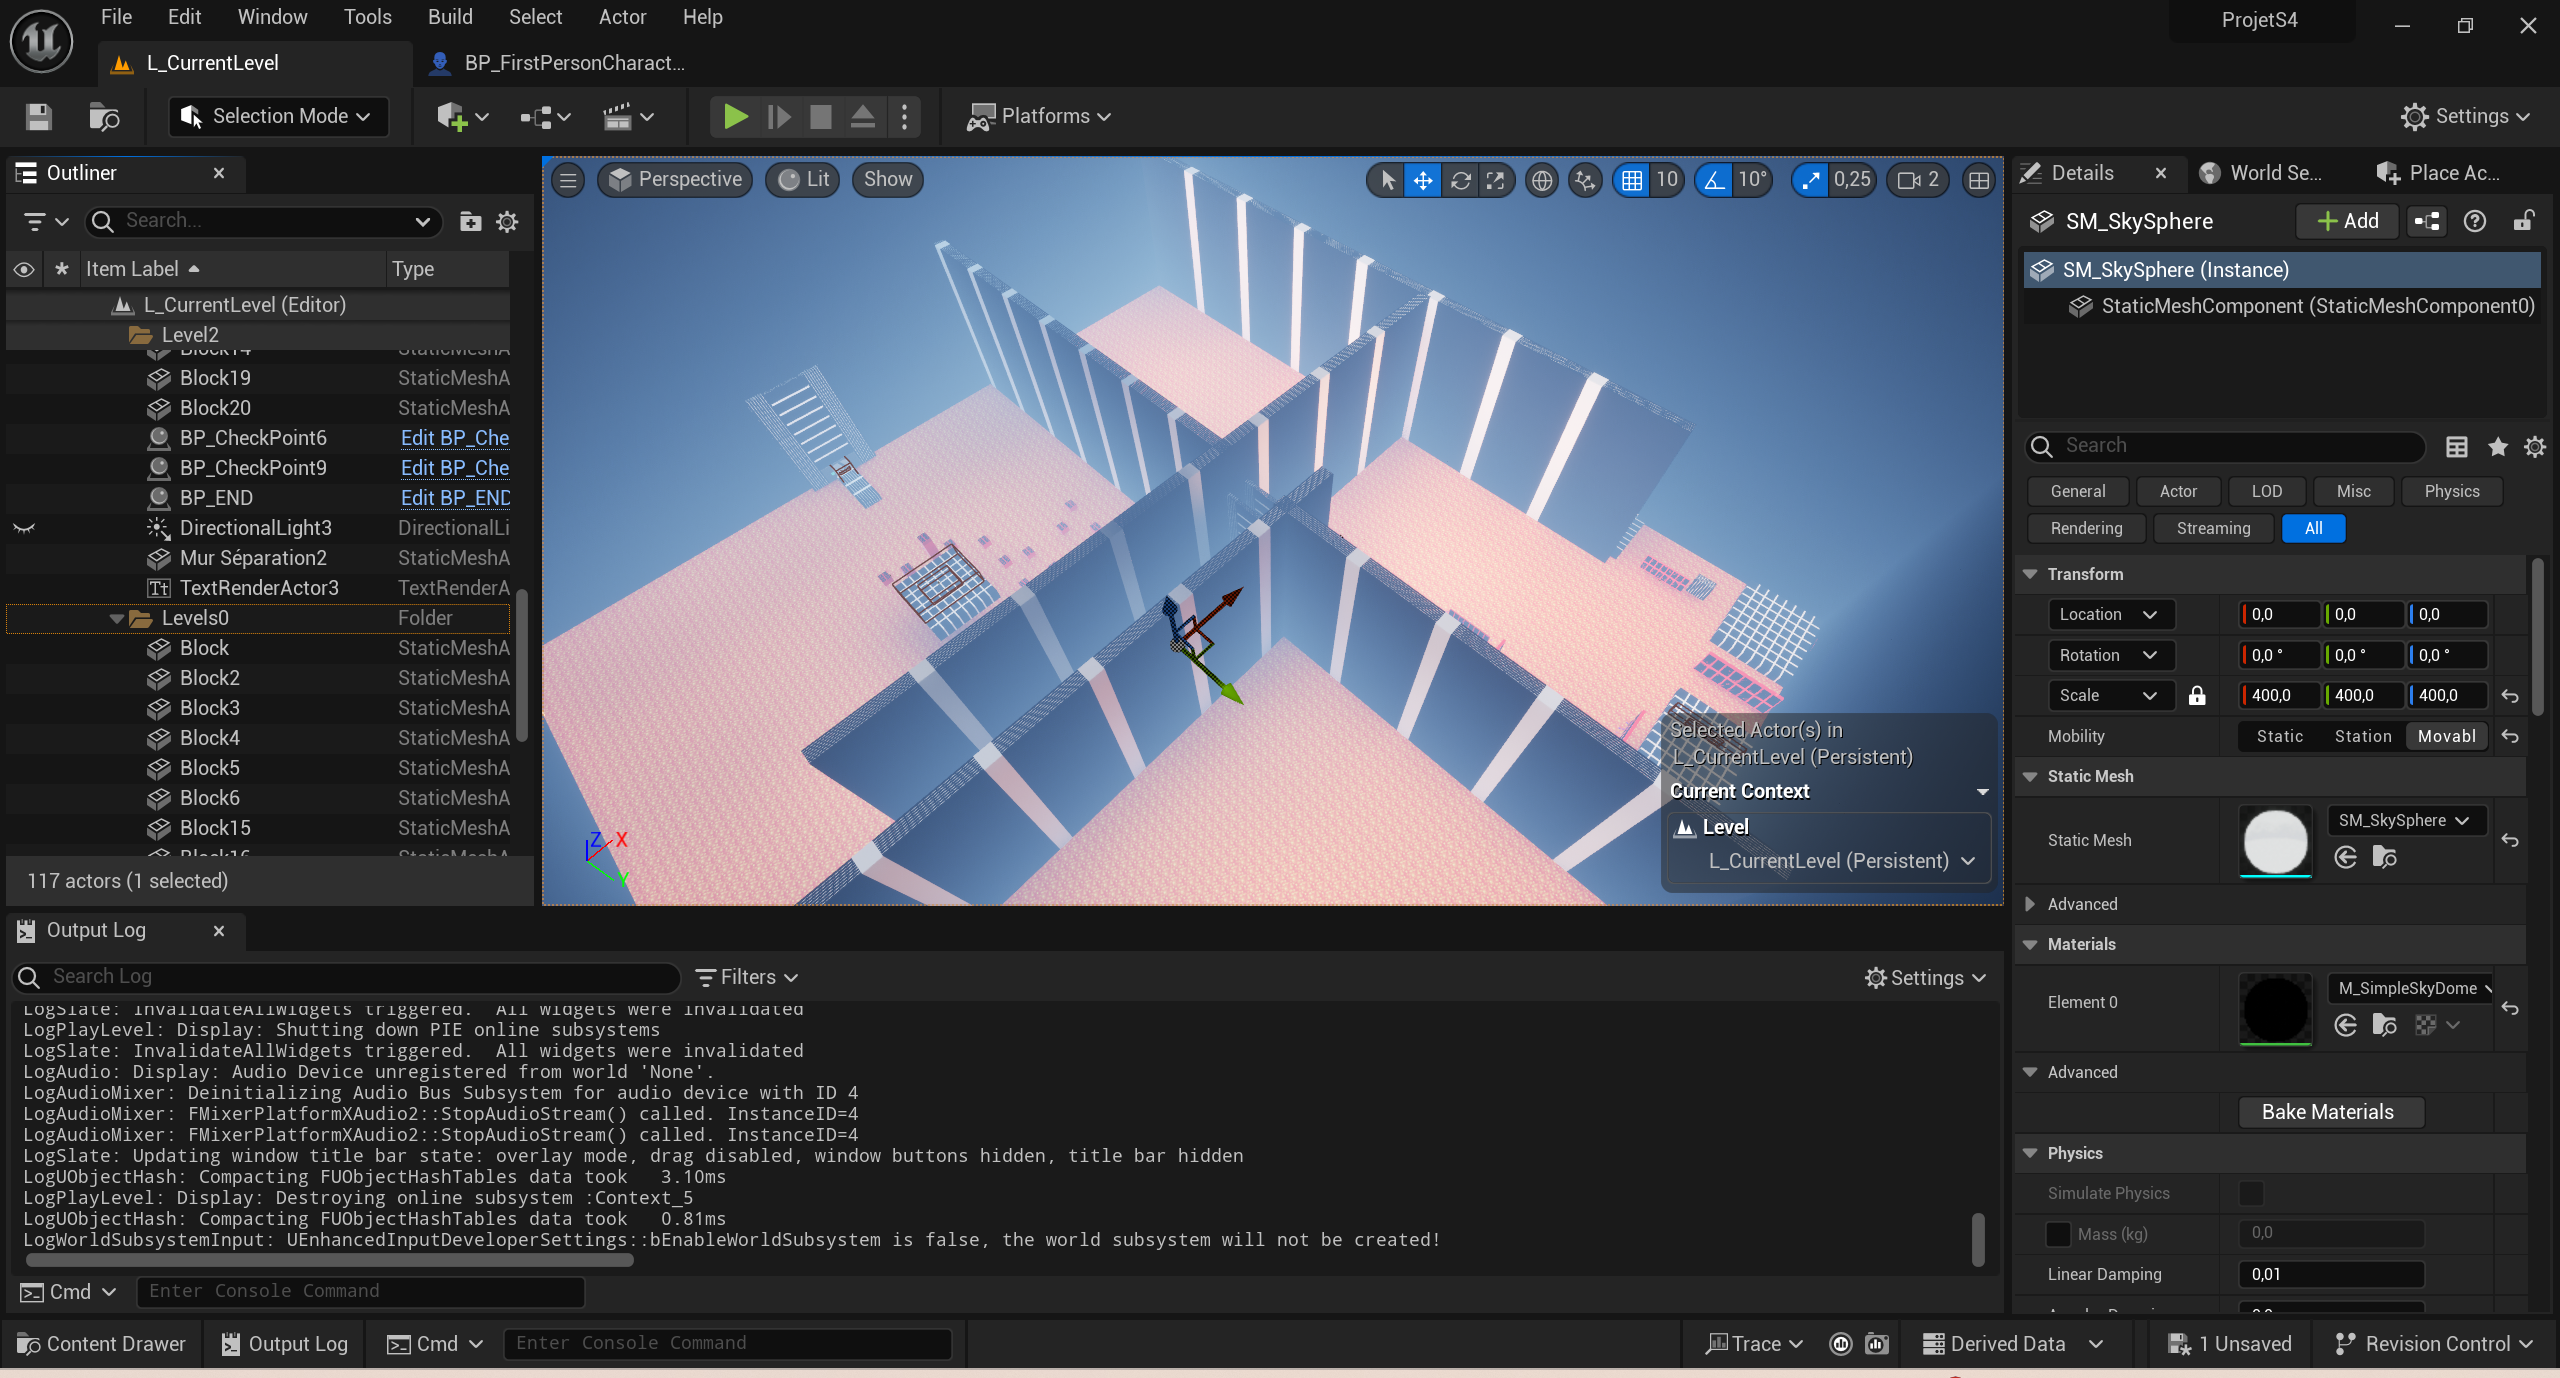 File Edit Window Tools Build Select Actor Help
ProjetS4
L_CurrentLevel
BP_FirstPersonCharact...
Selection Mode
Platforms
Settings
Outliner
Search...
Item Label
Type
L_CurrentLevel (Editor)
Level2
Block14 StaticMeshA
Block19 StaticMeshA
Block20 StaticMeshA
BP_CheckPoint6 Edit BP_Che
BP_CheckPoint9 Edit BP_Che
BP_END Edit BP_END
DirectionalLight3 DirectionalLi
Mur Séparation2 StaticMeshA
TextRenderActor3 TextRenderA
Levels0 Folder
Block StaticMeshA
Block2 StaticMeshA
Block3 StaticMeshA
Block4 StaticMeshA
Block5 StaticMeshA
Block6 StaticMeshA
Block15 StaticMeshA
117 actors (1 selected)
Perspective
Lit
Show
10
10°
0,25
2
Z X
Y
Selected Actor(s) in
L_CurrentLevel (Persistent)
Current Context
Level
L_CurrentLevel (Persistent)
Details
World Se...
Place Ac...
SM_SkySphere
Add
SM_SkySphere (Instance)
StaticMeshComponent (StaticMeshComponent0)
Search
General Actor LOD Misc Physics
Rendering Streaming All
Transform
Location 0,0 0,0 0,0
Rotation 0,0 ° 0,0 ° 0,0 °
Scale 400,0 400,0 400,0
Mobility Static Station Movabl
Static Mesh
Static Mesh SM_SkySphere
Advanced
Materials
Element 0 M_SimpleSkyDome
Advanced
Bake Materials
Physics
Simulate Physics
Mass (kg) 0,0
Linear Damping 0,01
Output Log
Search Log
Filters
Settings
LogSlate: InvalidateAllWidgets triggered.  All widgets were invalidated
LogPlayLevel: Display: Shutting down PIE online subsystems
LogSlate: InvalidateAllWidgets triggered.  All widgets were invalidated
LogAudio: Display: Audio Device unregistered from world 'None'.
LogAudioMixer: Deinitializing Audio Bus Subsystem for audio device with ID 4
LogAudioMixer: FMixerPlatformXAudio2::StopAudioStream() called. InstanceID=4
LogAudioMixer: FMixerPlatformXAudio2::StopAudioStream() called. InstanceID=4
LogSlate: Updating window title bar state: overlay mode, drag disabled, window buttons hidden, title bar hidden
LogUObjectHash: Compacting FUObjectHashTables data took   3.10ms
LogPlayLevel: Display: Destroying online subsystem :Context_5
LogUObjectHash: Compacting FUObjectHashTables data took   0.81ms
LogWorldSubsystemInput: UEnhancedInputDeveloperSettings::bEnableWorldSubsystem is false, the world subsystem will not be created!
Cmd
Enter Console Command
Content Drawer
Output Log
Cmd
Enter Console Command
Trace
Derived Data
1 Unsaved
Revision Control